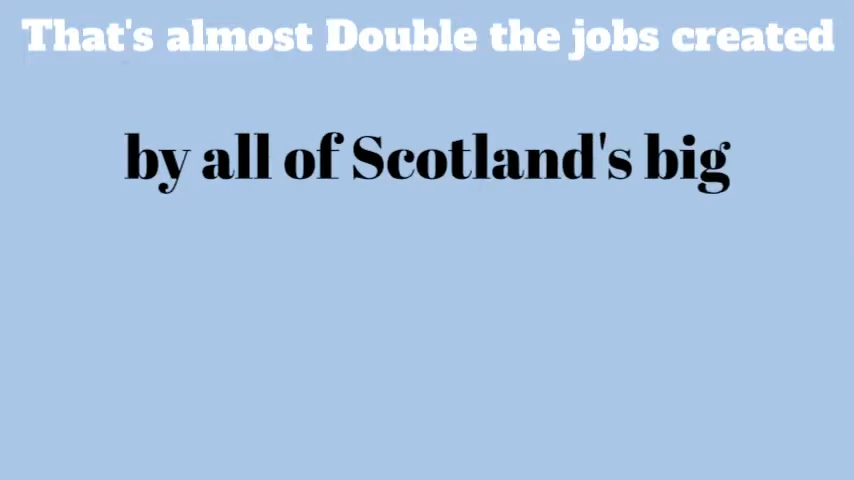 That's almost Double the jobs created
by all of Scotland's big